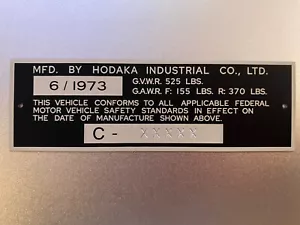 MFD. BY HODAKA INDUSTRIAL CO., LTD.
6/1973 G.V.W.R. 525 LBS.
G.A.W.R. F: 155 LBS. R: 370 LBS.
THIS VEHICLE CONFORMS TO ALL APPLICABLE FEDERAL
MOTOR VEHICLE SAFETY STANDARDS IN EFFECT ON
THE DATE OF MANUFACTURE SHOWN ABOVE.
C - XXXXX